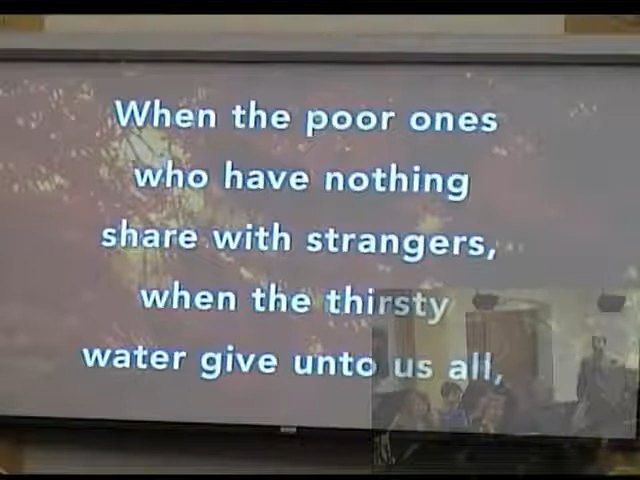 When the poor ones
who have nothing
share with strangers,
when the thirsty
water give unto us all,